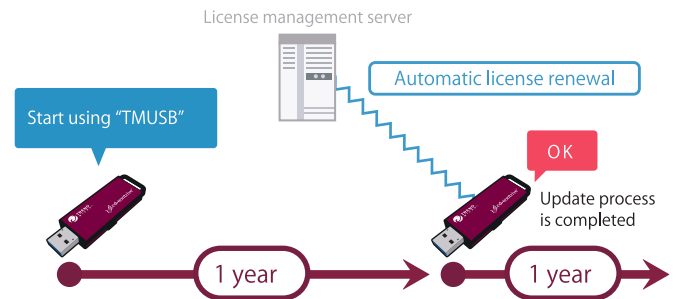 License management server
Automatic license renewal
Start using “TMUSB”
OK
Update process
is completed
1 year
1 year